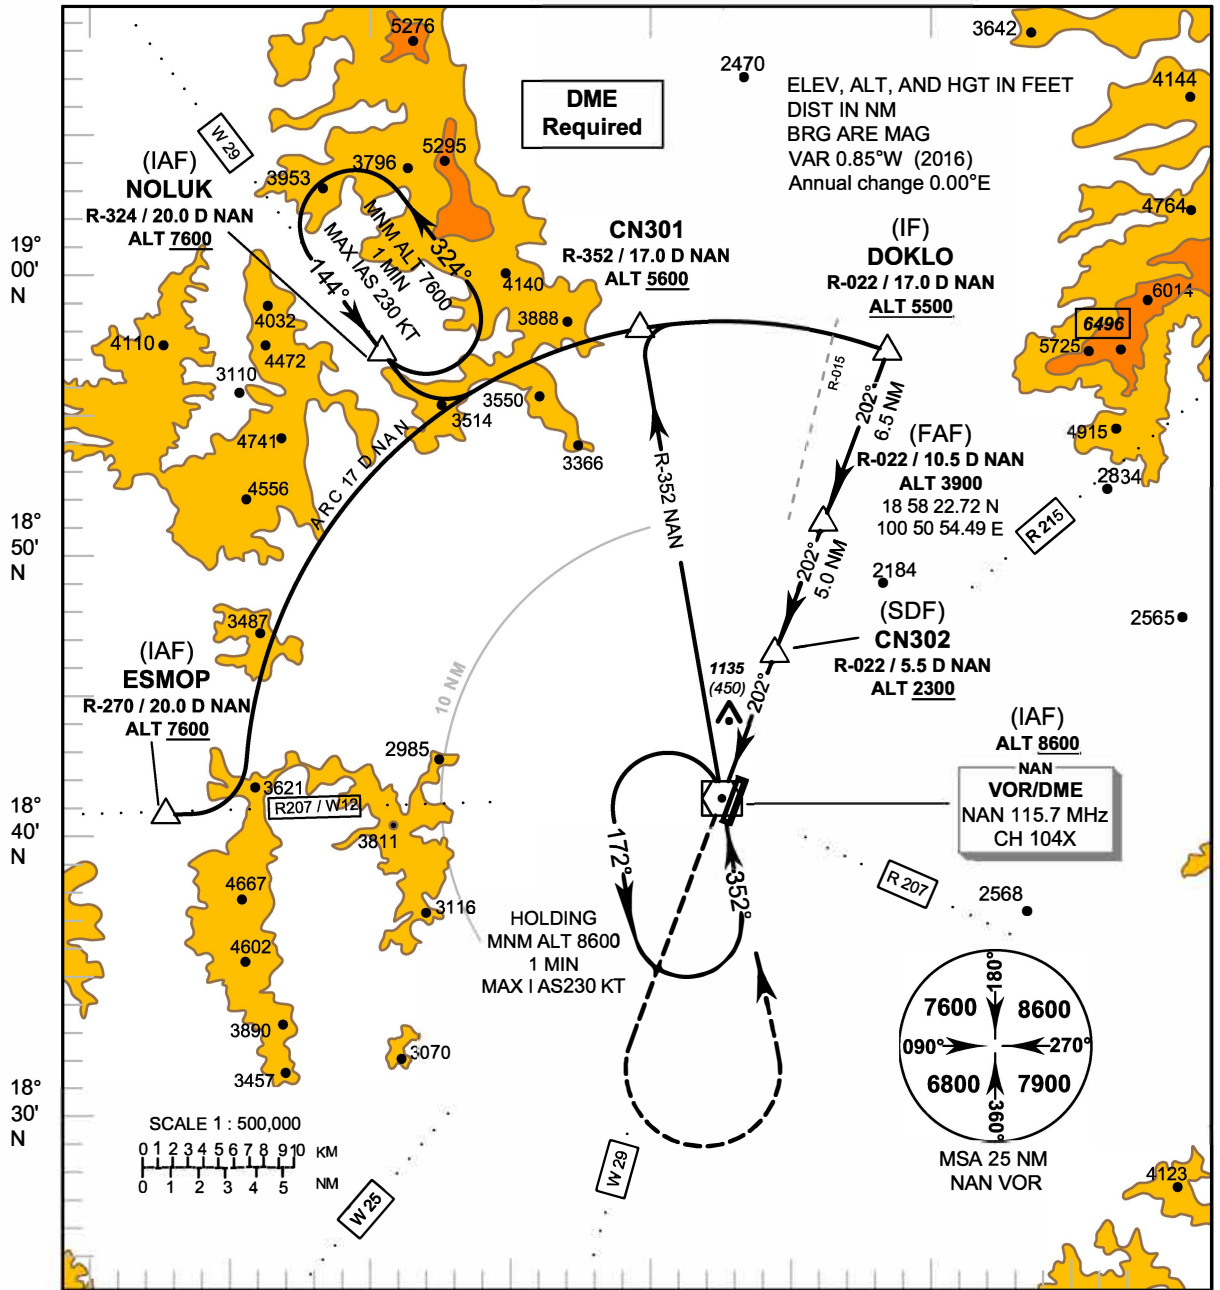 5276
3642
2470
4144
ELEV, ALT, AND HGT IN FEET
DIST IN NM
BRG ARE MAG
VAR 0.85°W (2016)
Annual change 0.00°E
DME
Required
W 29
(IAF)
NOLUK
R-324 / 20.0 D NAN
ALT 7600
5295
3796
3953
4764
MNM ALT 7600
1 MIN
MAX IAS 230 KT
324°
144°
CN301
R-352 / 17.0 D NAN
ALT 5600
(IF)
DOKLO
R-022 / 17.0 D NAN
ALT 5500
19°
00'
N
4140
6014
4032
3888
6496
4110
4472
5725
R-015
3110
3550
3514
202°
6.5 NM
4915
4741
3366
(FAF)
R-022 / 10.5 D NAN
ALT 3900
18 58 22.72 N
100 50 54.49 E
2834
ARC 17 D NAN
R-352 NAN
4556
R 215
18°
50'
N
202°
5.0 NM
2184
3487
2565
(SDF)
CN302
R-022 / 5.5 D NAN
ALT 2300
(IAF)
ESMOP
R-270 / 20.0 D NAN
ALT 7600
10 NM
1135
(450)
202°
(IAF)
ALT 8600
NAN
VOR/DME
NAN 115.7 MHz
CH 104X
2985
3621
R207 / W12
18°
40'
N
3811
172°
352°
R 207
4667
3116
2568
HOLDING
MNM ALT 8600
1 MIN
MAX I AS230 KT
4602
180°
7600
8600
090°
270°
6800
7900
360°
MSA 25 NM
NAN VOR
3890
3070
3457
18°
30'
N
SCALE 1 : 500,000
0 1 2 3 4 5 6 7 8 9 10 KM
0 1 2 3 4 5 NM
W 29
W 25
4123